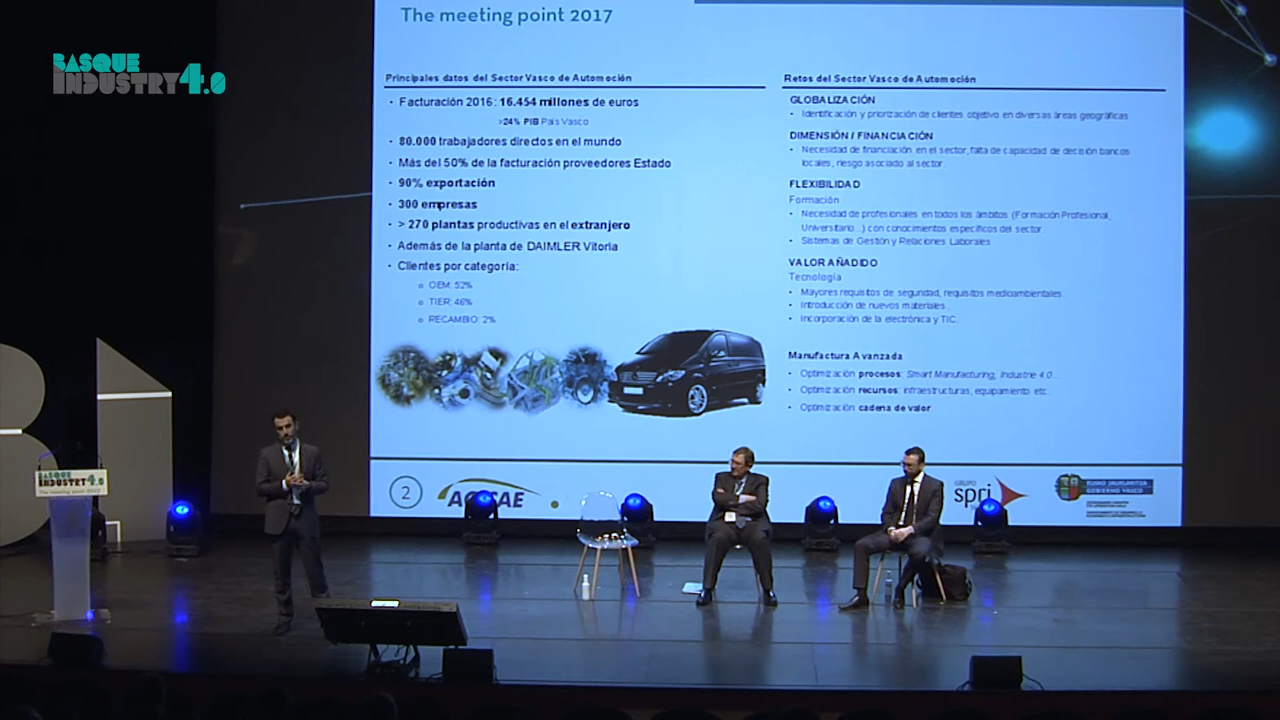 The meeting point 2017
BASQUE
INDUSTRY 4.0
Principales datos del Sector Vasco de Automoción
· Facturación 2016: 16.454 millones de euros
>24% PIB País Vasco
· 80.000 trabajadores directos en el mundo
· Más del 50% de la facturación proveedores Estado
· 90% exportación
· 300 empresas
· > 270 plantas productivas en el extranjero
· Además de la planta de DAIMLER Vitoria
· Clientes por categoría:
o OEM: 52%
o TIER: 46%
o RECAMBIO: 2%
Retos del Sector Vasco de Automoción
GLOBALIZACIÓN
• Identificación y priorización de clientes objetivo en diversas áreas geográficas.
DIMENSIÓN / FINANCIACIÓN
• Necesidad de financiación en el sector, falta de capacidad de decisión bancos
locales, riesgo asociado al sector.
FLEXIBILIDAD
Formación
• Necesidad de profesionales en todos los ámbitos (Formación Profesional,
Universitario...) con conocimientos específicos del sector.
• Sistemas de Gestión y Relaciones Laborales
VALOR AÑADIDO
Tecnología
• Mayores requisitos de seguridad, requisitos medioambientales.
• Introducción de nuevos materiales.
• Incorporación de la electrónica y TIC.
Manufactura Avanzada
• Optimización procesos: Smart Manufacturing, Industrie 4.0...
• Optimización recursos: infraestructuras, equipamiento etc.
• Optimización cadena de valor
2
GRUPO
spri
EUSKO JAURLARITZA
GOBIERNO VASCO
BASQUE
INDUSTRY 4.0
The meeting point 2017